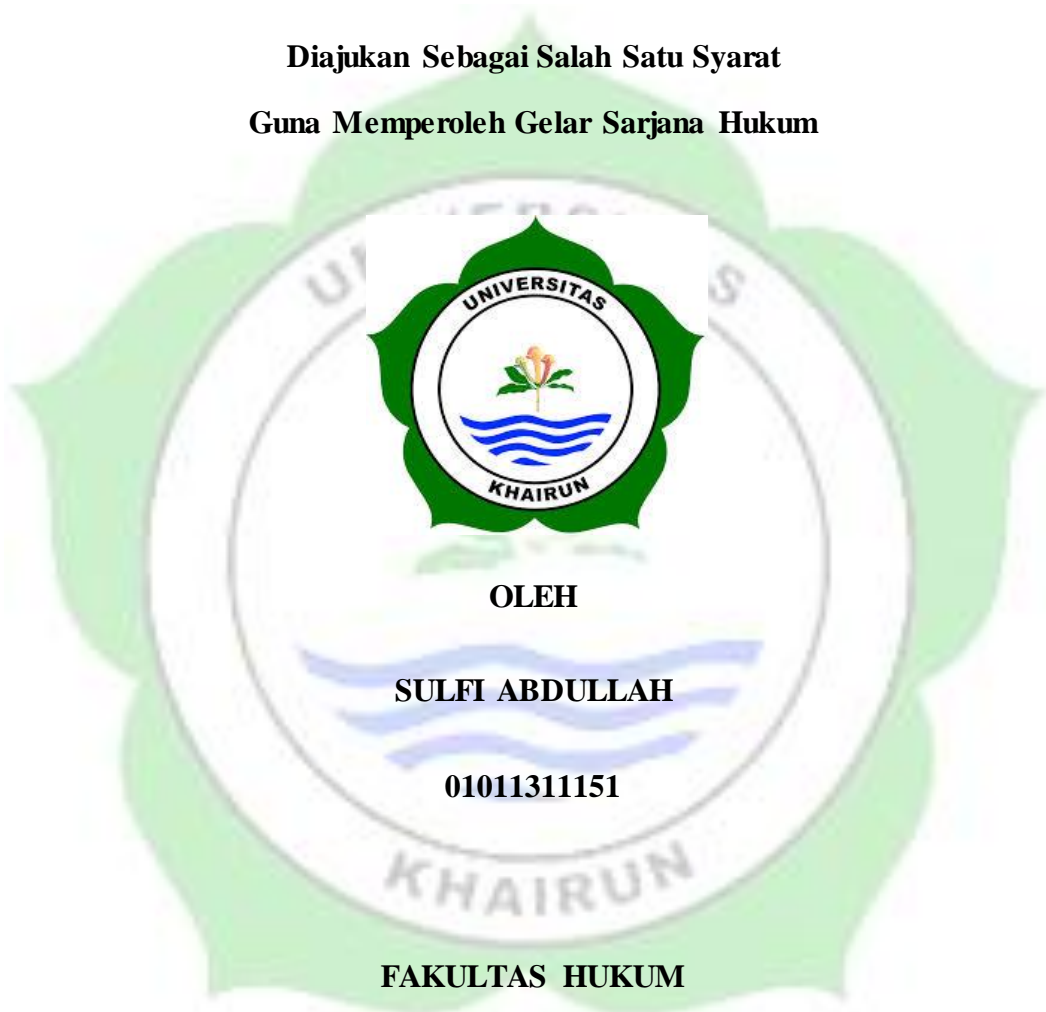 Diajukan Sebagai Salah Satu Syarat
Guna Memperoleh Gelar Sarjana Hukum
UNIVERSITAS
KHAIRUN
OLEH
SULFI ABDULLAH
01011311151
KHAIRUN
FAKULTAS HUKUM